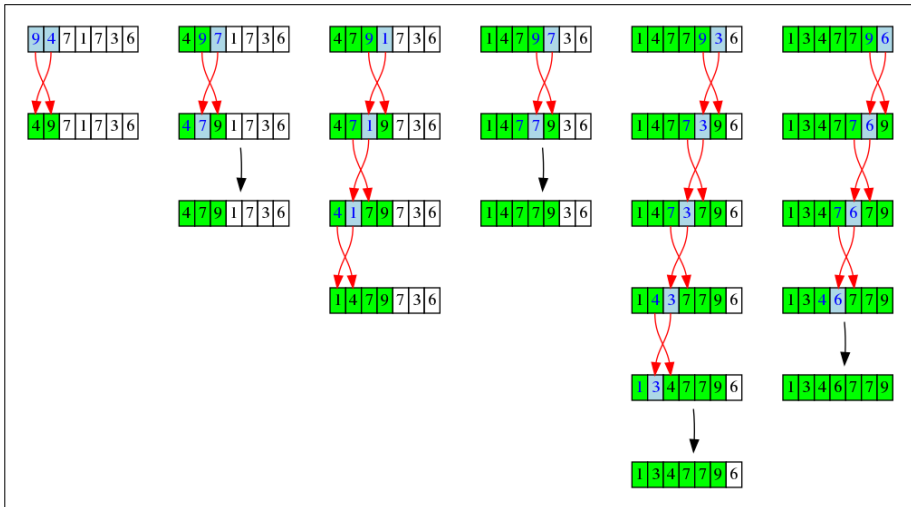 9 4 7 1 7 3 6
4 9 7 1 7 3 6
4 7 9 1 7 3 6
1 4 7 9 7 3 6
1 4 7 7 9 3 6
1 3 4 7 7 9 6
4 9 7 1 7 3 6
4 7 9 1 7 3 6
4 7 1 9 7 3 6
1 4 7 7 9 3 6
1 4 7 7 3 9 6
1 3 4 7 7 6 9
4 7 9 1 7 3 6
4 1 7 9 7 3 6
1 4 7 7 9 3 6
1 4 7 3 7 9 6
1 3 4 7 6 7 9
1 4 7 9 7 3 6
1 4 3 7 7 9 6
1 3 4 6 7 7 9
1 3 4 7 7 9 6
1 3 4 6 7 7 9
1 3 4 7 7 9 6